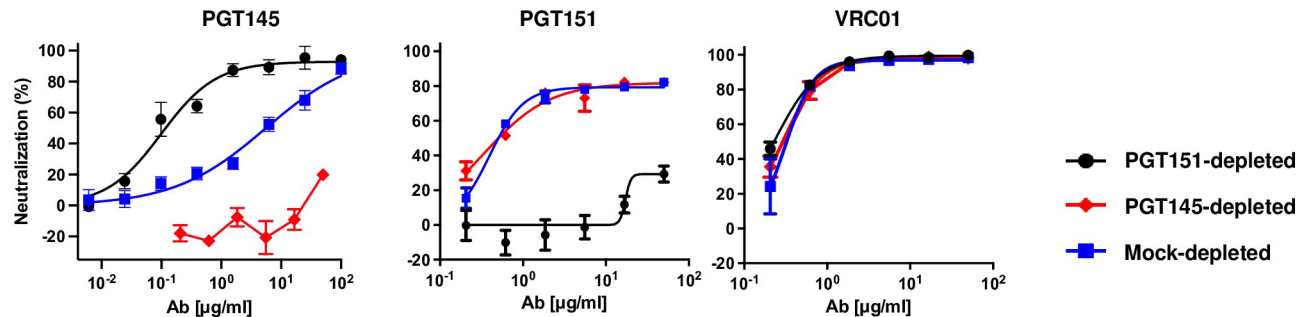 PGT145 PGT151 VRC01
Neutralization (%)
100
80
60
40
20
0
-20
10⁻² 10⁻¹ 10⁰ 10¹ 10²
Ab [µg/ml]
100
80
60
40
20
0
-20
10⁻¹ 10⁰ 10¹ 10²
Ab [µg/ml]
100
80
60
40
20
0
-20
10⁻¹ 10⁰ 10¹ 10²
Ab [µg/ml]
PGT151-depleted
PGT145-depleted
Mock-depleted